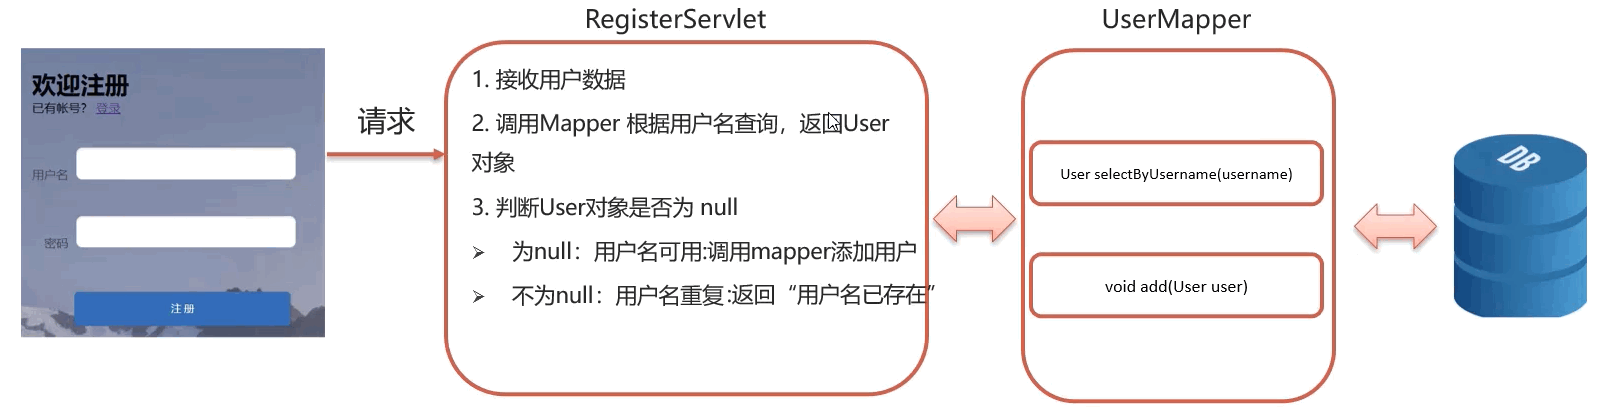 RegisterServlet
UserMapper
欢迎注册
已有帐号? 登录
用户名
密码
注册
请求
1. 接收用户数据
2. 调用Mapper 根据用户名查询，返回User
对象
3. 判断User对象是否为 null
➢ 为null：用户名可用:调用mapper添加用户
➢ 不为null：用户名重复:返回“用户名已存在”
User selectByUsername(username)
void add(User user)
DB